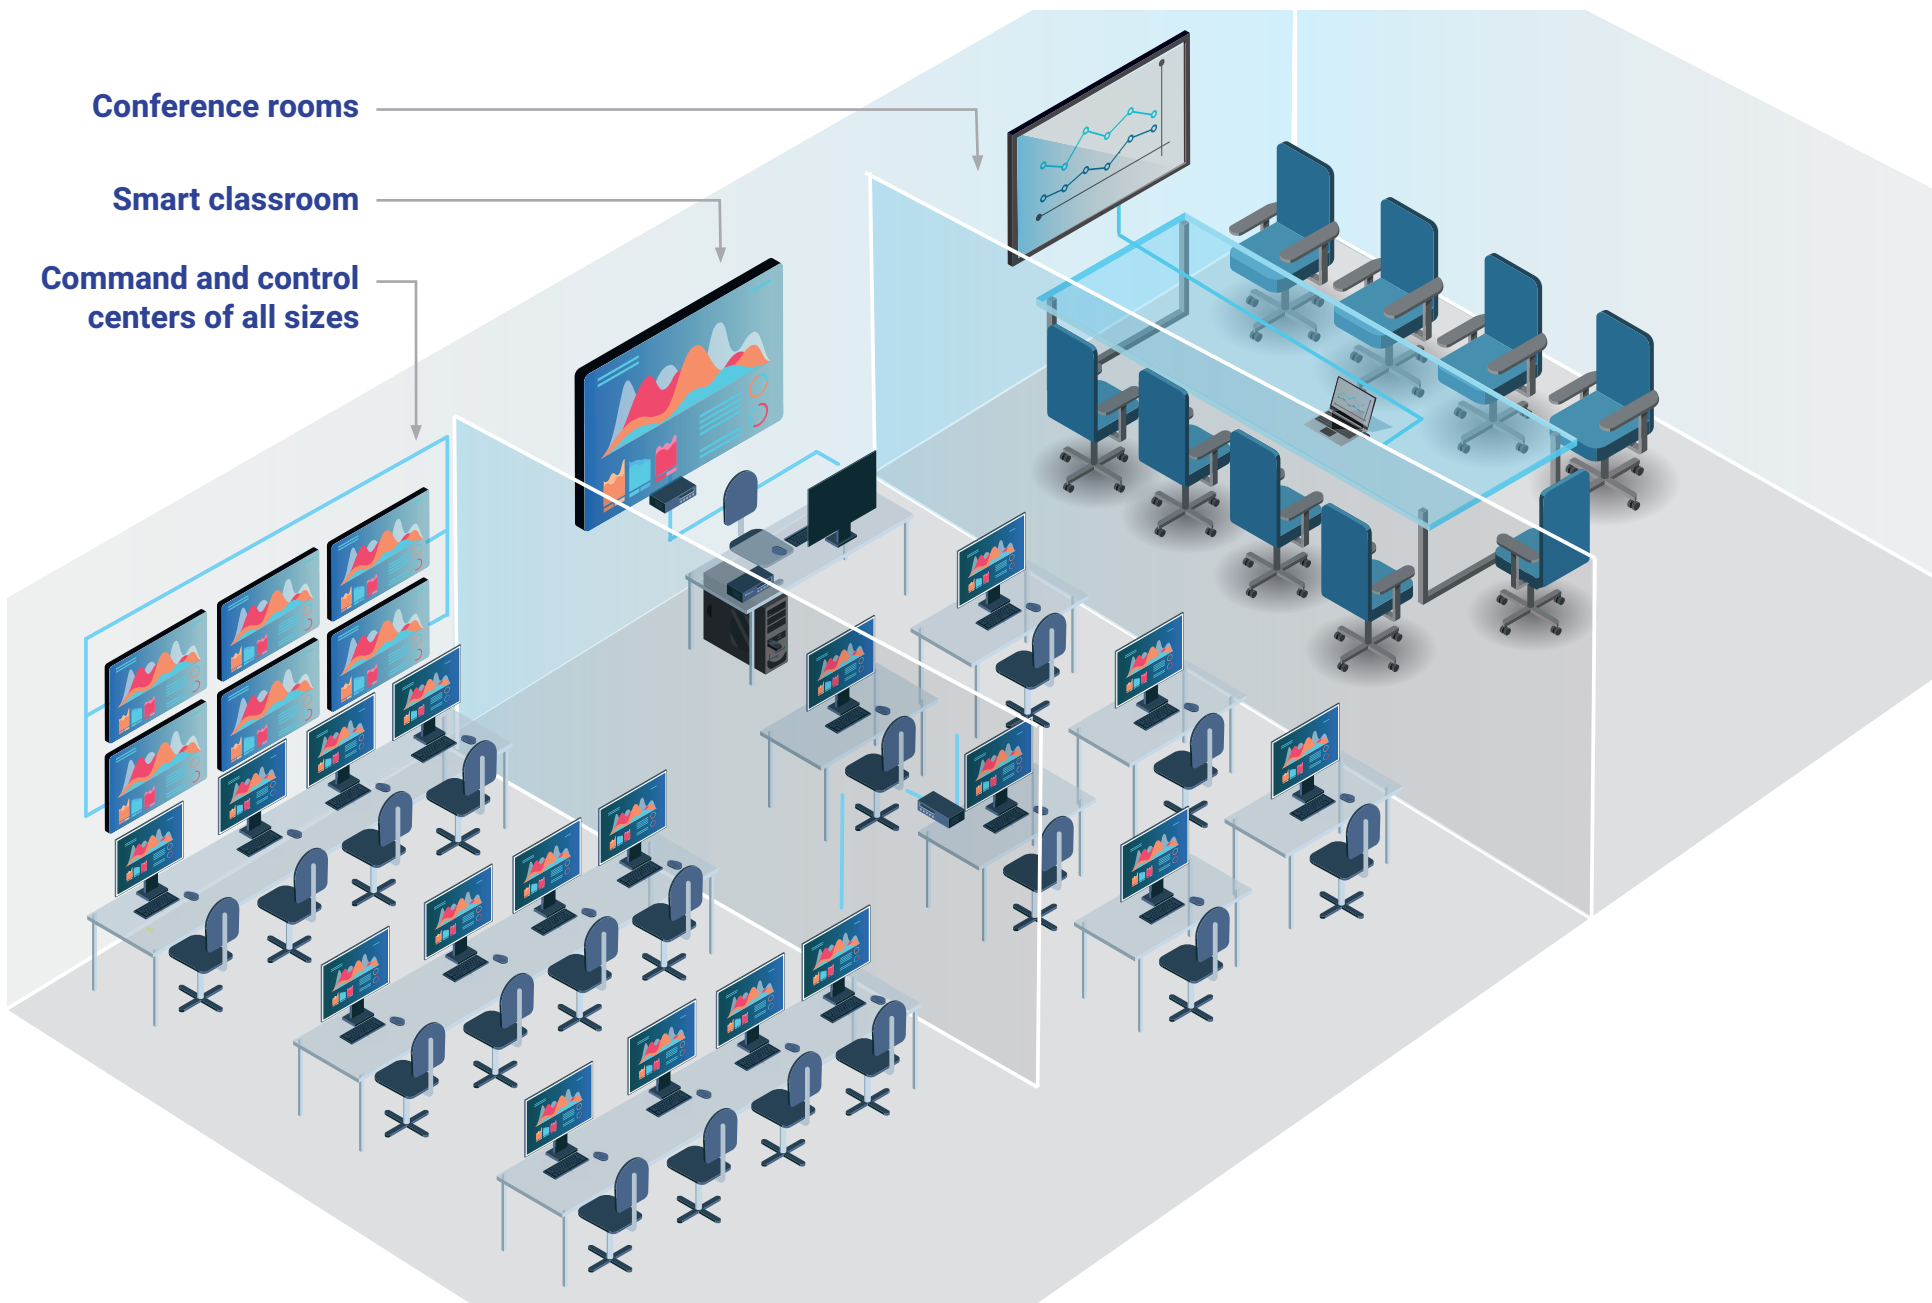 Conference rooms
Smart classroom
Command and control
centers of all sizes